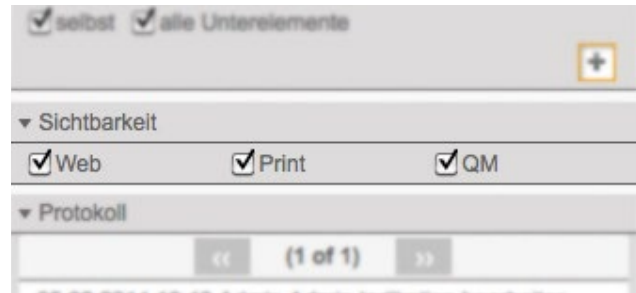 selbst alle Unterelemente
+
Sichtbarkeit
Web Print QM
Protokoll
« (1 of 1) »